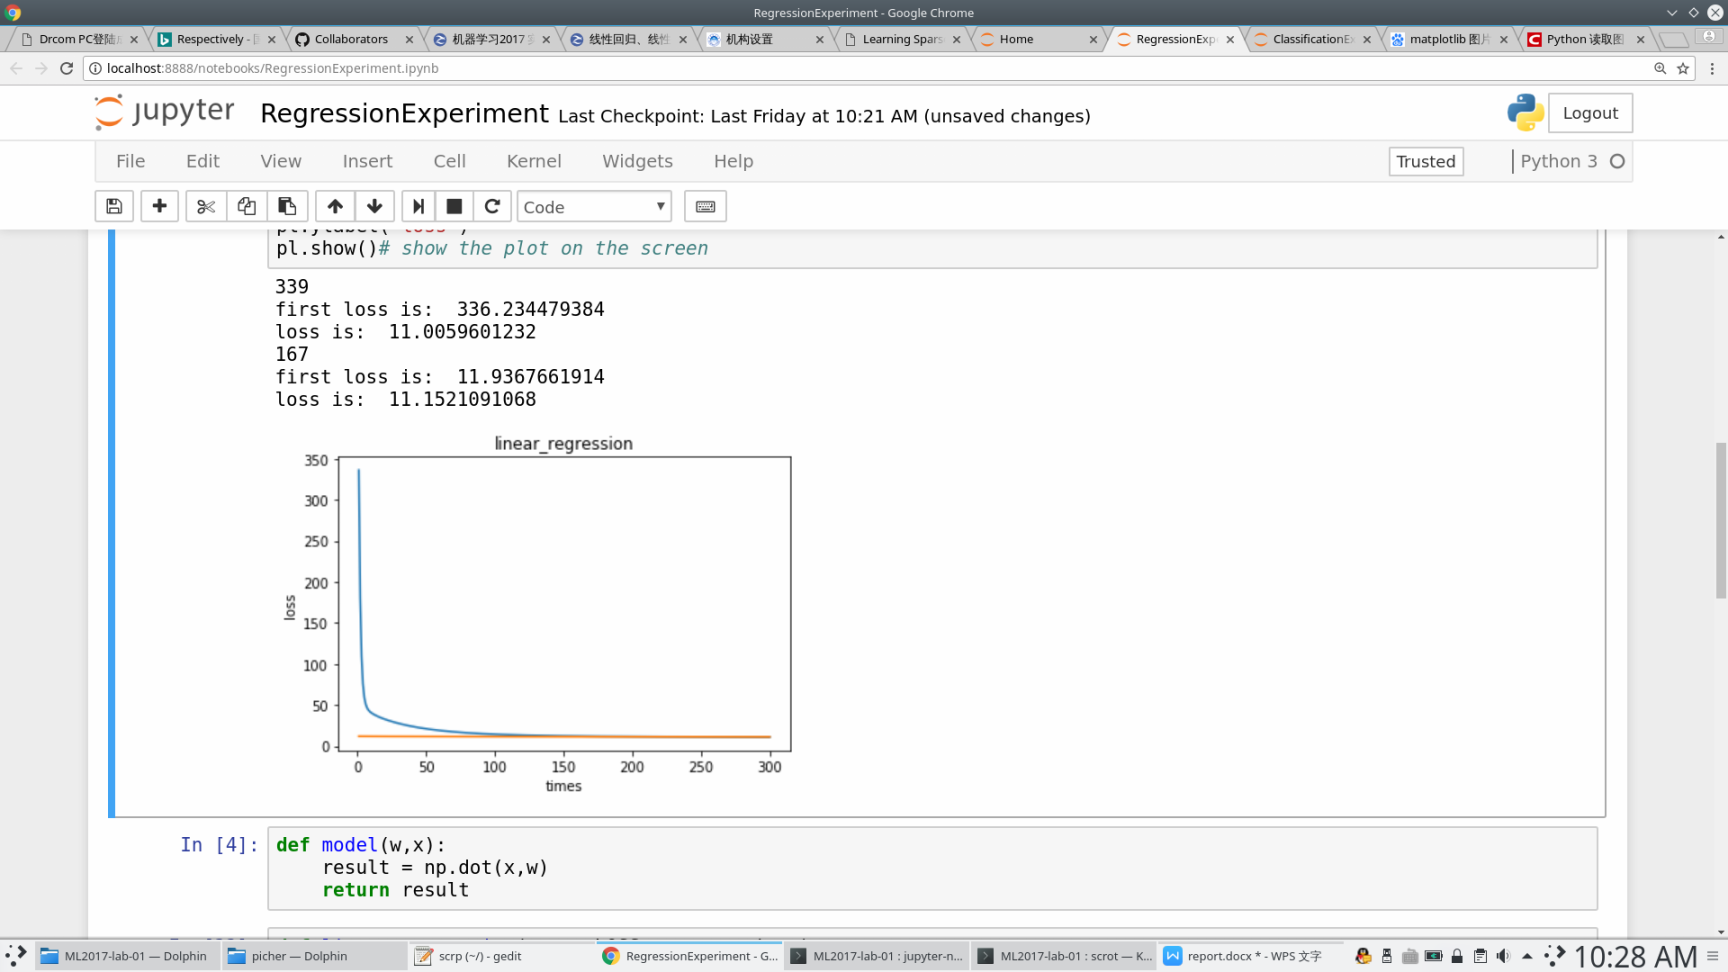 RegressionExperiment - Google Chrome
Drcom PC登陆
Respectively -
Collaborators
机器学习2017
线性回归、线性
机构设置
Learning Spars
Home
RegressionExp
ClassificationE
matplotlib 图片
Python 读取图
localhost:8888/notebooks/RegressionExperiment.ipynb
jupyter RegressionExperiment Last Checkpoint: Last Friday at 10:21 AM (unsaved changes)
Logout
File Edit View Insert Cell Kernel Widgets Help
Trusted
Python 3
Code
pl.ylabel("loss")
pl.show()# show the plot on the screen
339
first loss is:  336.234479384
loss is:  11.0059601232
167
first loss is:  11.9367661914
loss is:  11.1521091068
linear_regression
350
300
250
200
150
100
50
0
loss
0 50 100 150 200 250 300
times
In [4]:
def model(w,x):
    result = np.dot(x,w)
    return result
ML2017-lab-01 — Dolphin
picher — Dolphin
scrp (~/) - gedit
RegressionExperiment - G...
ML2017-lab-01 : jupyter-n...
ML2017-lab-01 : scrot — K...
report.docx * - WPS 文字
10:28 AM